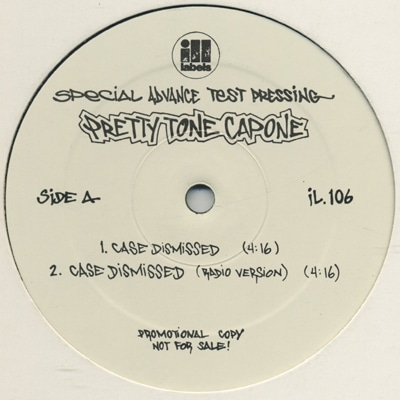 ill
labels
SPECIAL ADVANCE TEST PRESSING
PRETTY TONE CAPONE
SIDE A
iL.106
1. CASE DISMISSED (4:16)
2. CASE DISMISSED (RADIO VERSION) (4:16)
PROMOTIONAL COPY
NOT FOR SALE!